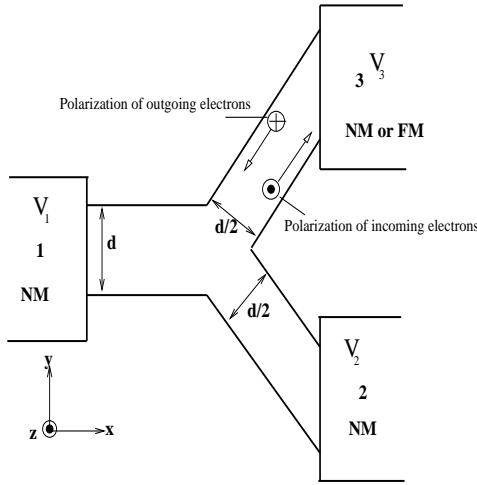 V₃
3
Polarization of outgoing electrons
NM or FM
V₁
1
NM
d
d/2
Polarization of incoming electrons
d/2
V₂
2
NM
y
z
x